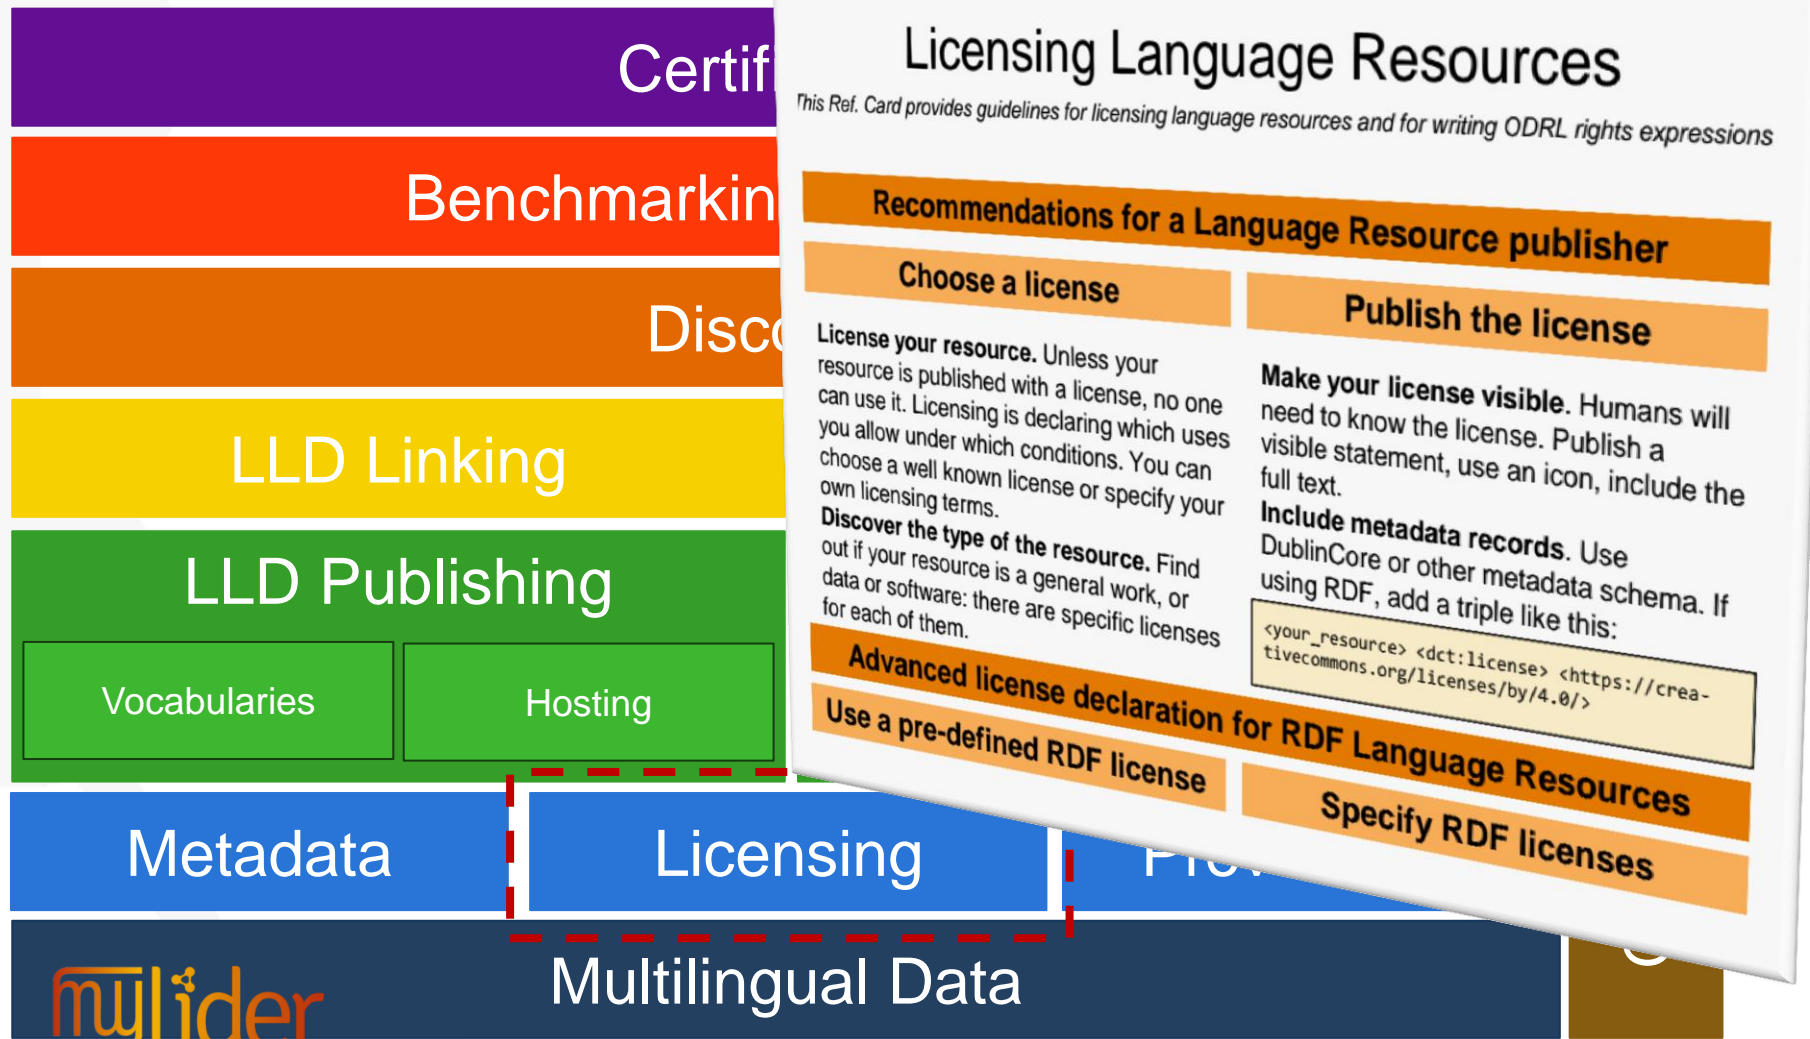 Certif
Benchmarkin
Disco
LLD Linking
LLD Publishing
Vocabularies
Hosting
Metadata
Licensing
Multilingual Data
mylider
Licensing Language Resources
This Ref. Card provides guidelines for licensing language resources and for writing ODRL rights expressions
Recommendations for a Language Resource publisher
Choose a license
License your resource. Unless your
resource is published with a license, no one
can use it. Licensing is declaring which uses
you allow under which conditions. You can
choose a well known license or specify your
own licensing terms.
Discover the type of the resource. Find
out if your resource is a general work, or
data or software: there are specific licenses
for each of them.
Publish the license
Make your license visible. Humans will
need to know the license. Publish a
visible statement, use an icon, include the
full text.
Include metadata records. Use
DublinCore or other metadata schema. If
using RDF, add a triple like this:
<your_resource> <dct:license> <https://crea-
tivecommons.org/licenses/by/4.0/>
Advanced license declaration for RDF Language Resources
Use a pre-defined RDF license
Specify RDF licenses